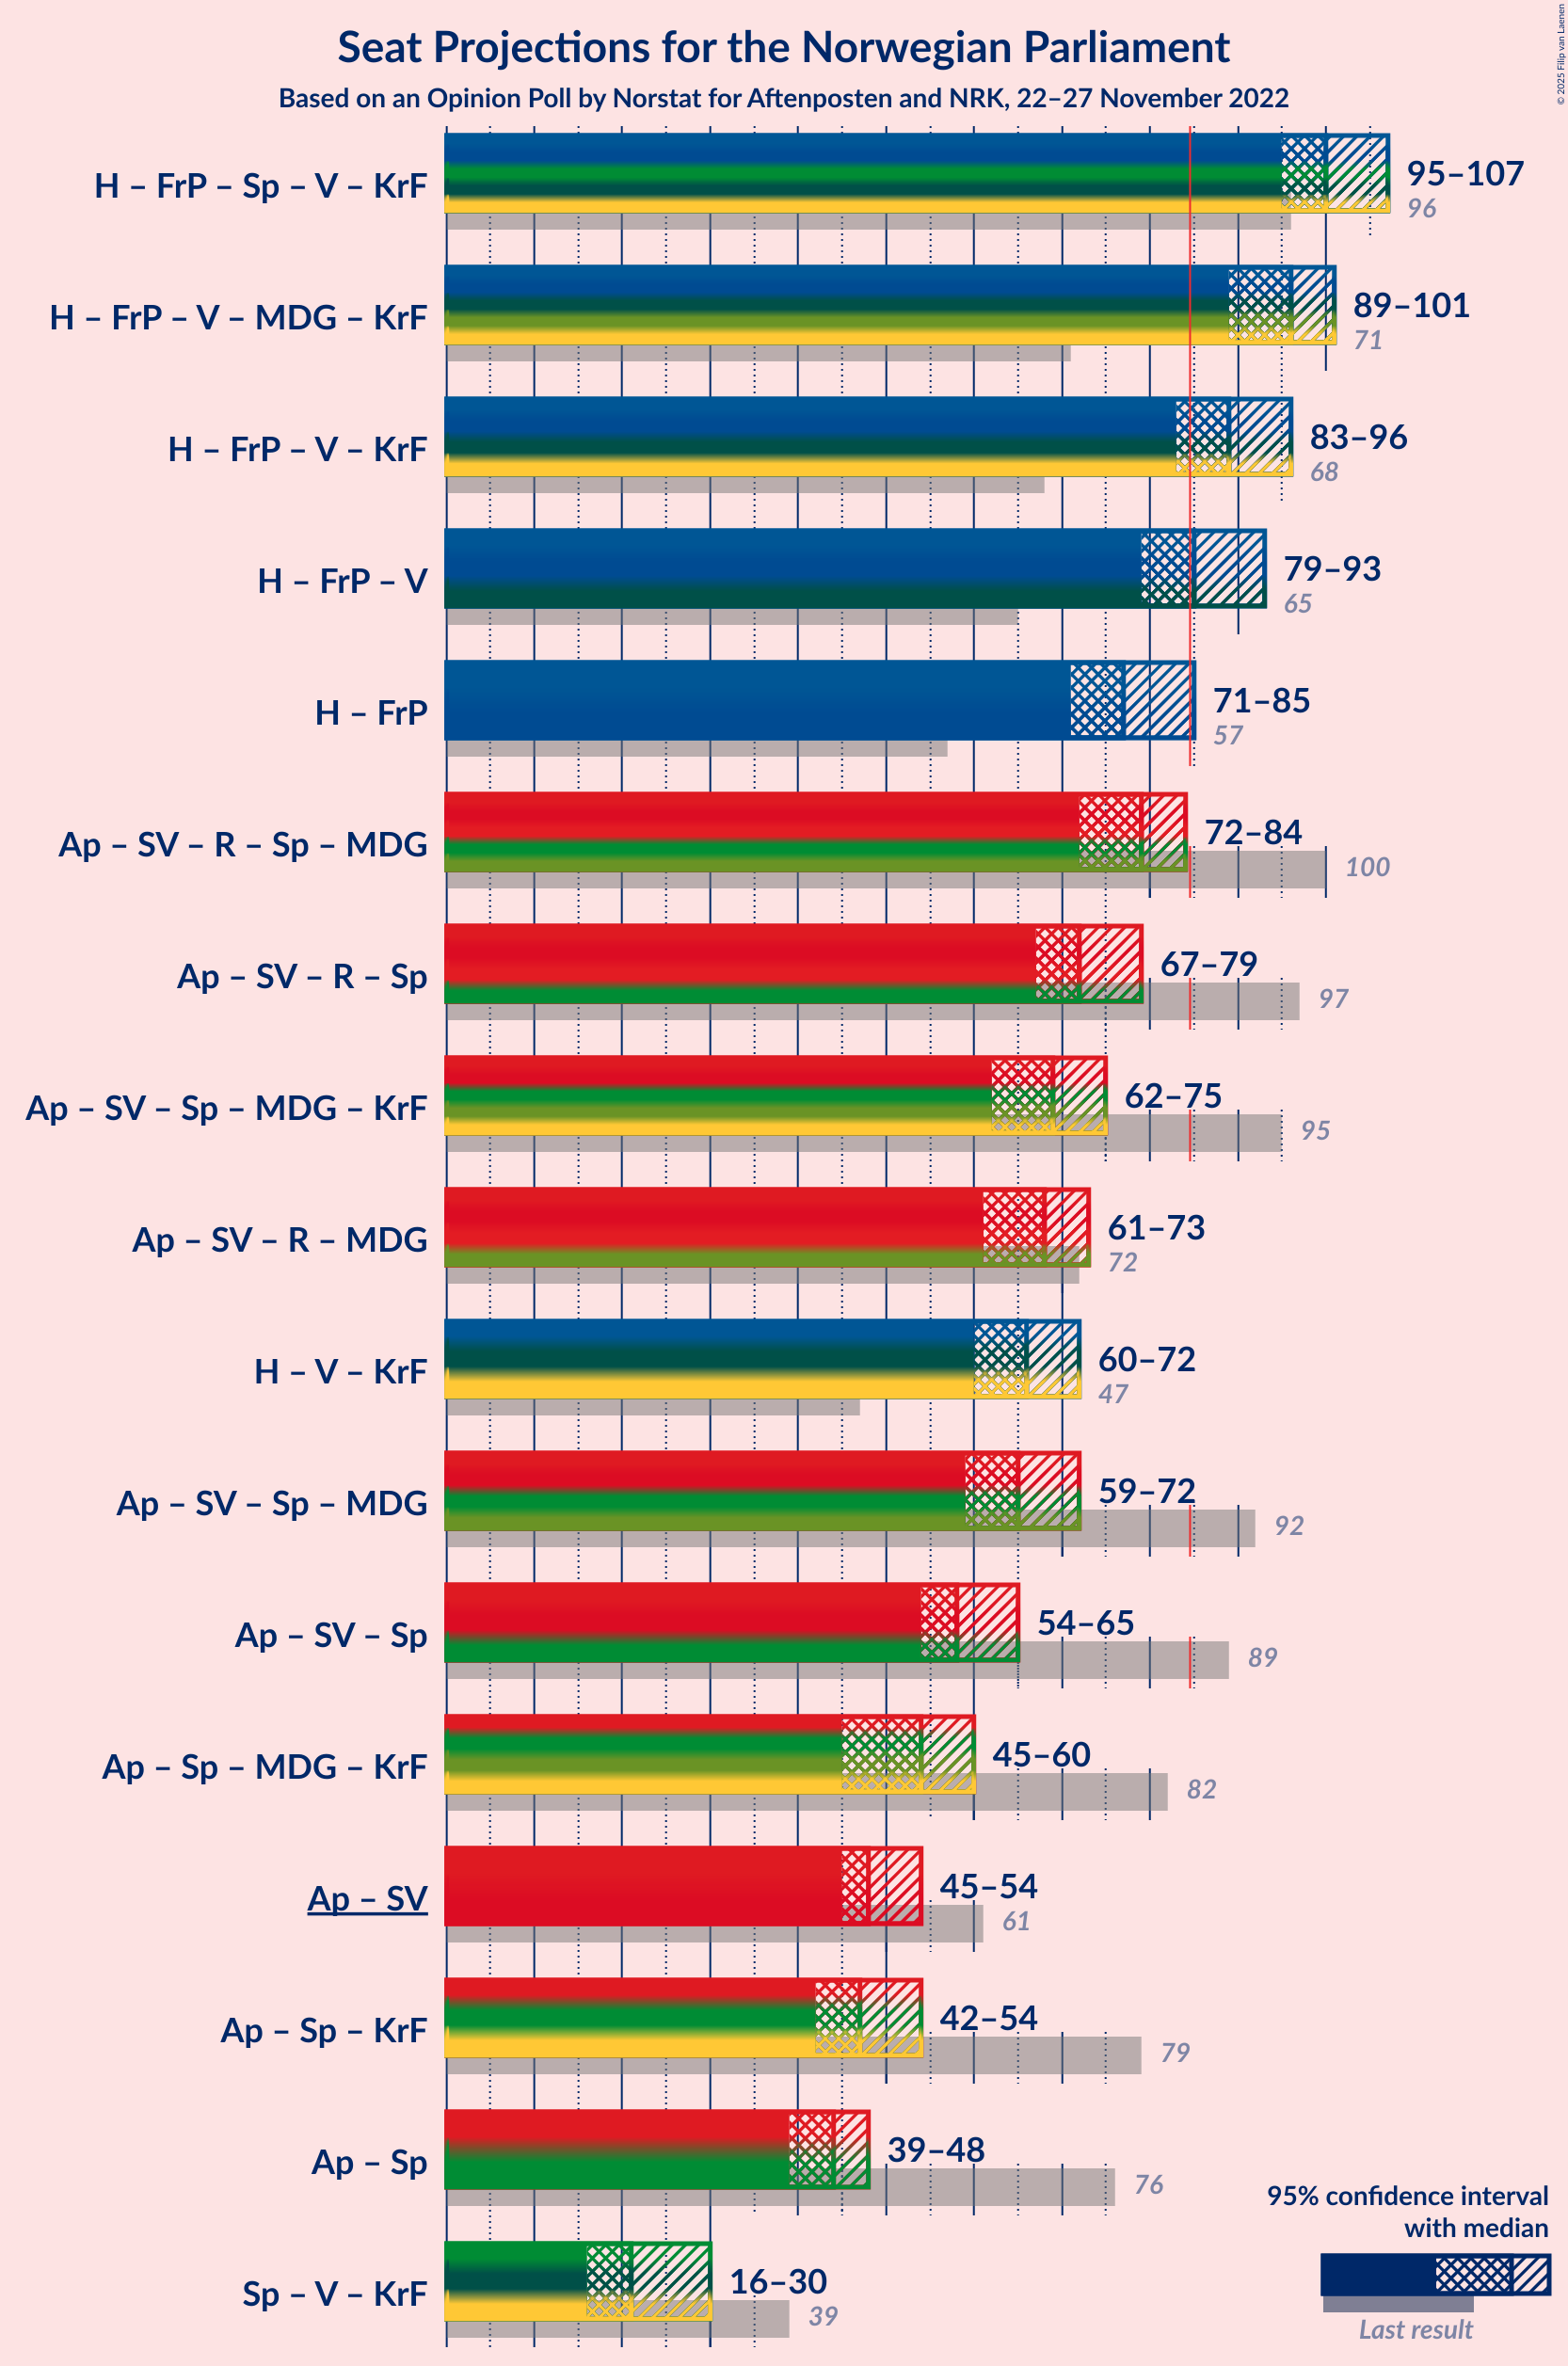 Seat Projections for the Norwegian Parliament
Based on an Opinion Poll by Norstat for Aftenposten and NRK, 22–27 November 2022
© 2025 Filip van Laenen
H – FrP – Sp – V – KrF
95–107
96
H – FrP – V – MDG – KrF
89–101
71
H – FrP – V – KrF
83–96
68
H – FrP – V
79–93
65
H – FrP
71–85
57
Ap – SV – R – Sp – MDG
72–84
100
Ap – SV – R – Sp
67–79
97
Ap – SV – Sp – MDG – KrF
62–75
95
Ap – SV – R – MDG
61–73
72
H – V – KrF
60–72
47
Ap – SV – Sp – MDG
59–72
92
Ap – SV – Sp
54–65
89
Ap – Sp – MDG – KrF
45–60
82
Ap – SV
45–54
61
Ap – Sp – KrF
42–54
79
Ap – Sp
39–48
76
Sp – V – KrF
16–30
39
95% confidence interval
with median
Last result